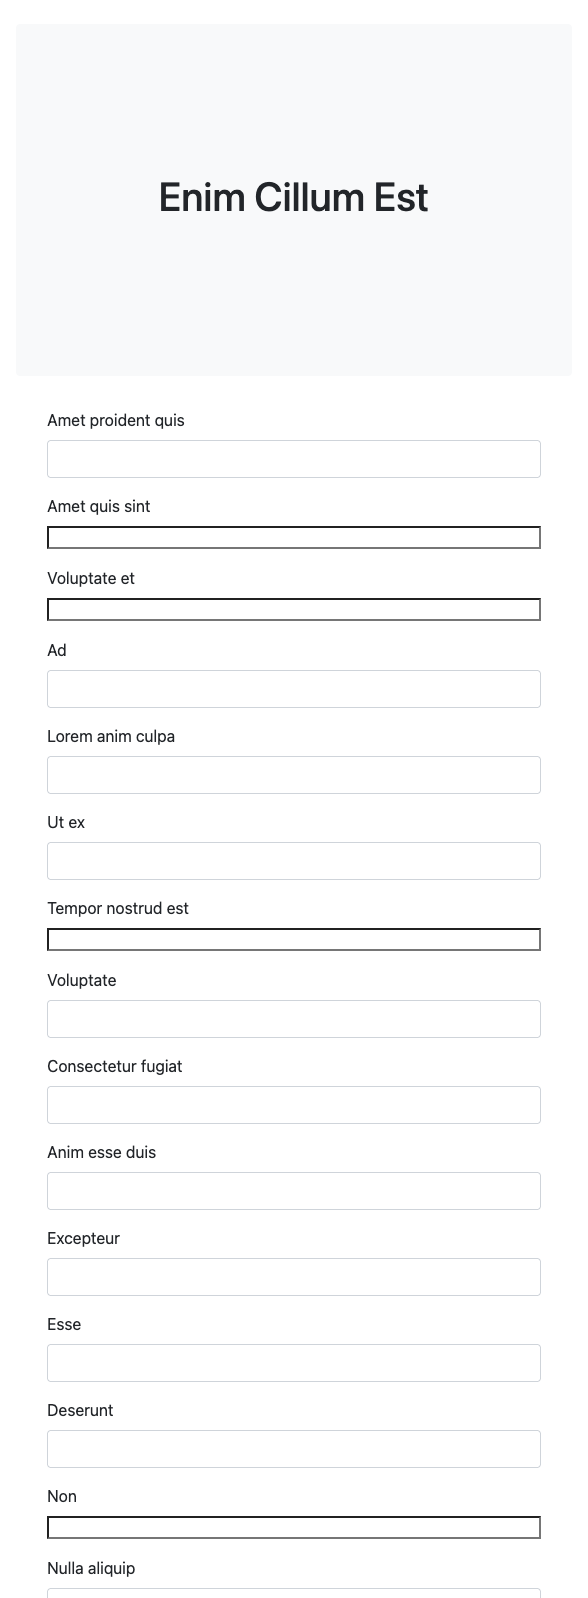 Enim Cillum Est
Amet proident quis
Amet quis sint
Voluptate et
Ad
Lorem anim culpa
Ut ex
Tempor nostrud est
Voluptate
Consectetur fugiat
Anim esse duis
Excepteur
Esse
Deserunt
Non
Nulla aliquip